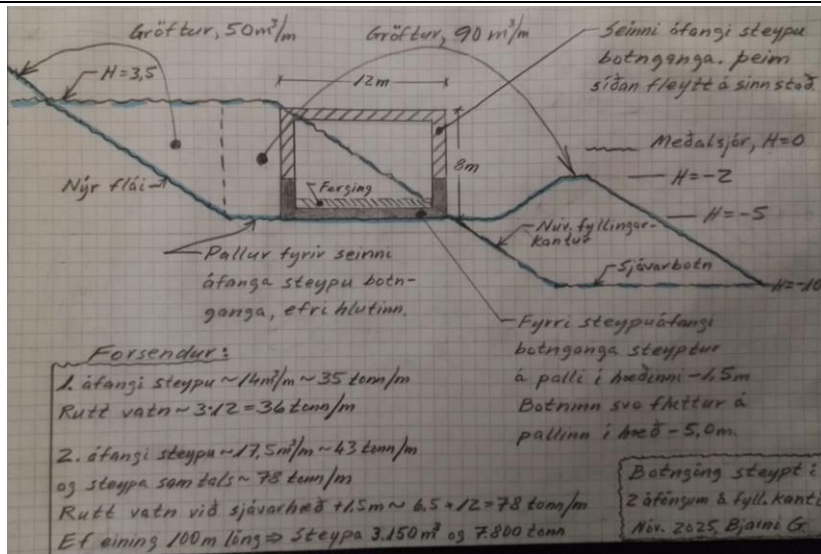 Gröftur, 50m³/m
Gröftur, 90 m³/m
Seinni áfangi steypu
botnganga. Þeim
síðan fleytt á sinn stað.
H=3,5
12m
Meðalsjór, H=0
H=-2
8m
H=-5
Nýr flái
Farging
Núv. fyllingar-
kantur
Sjávarbotn
H=-10
Pallur fyrir seinni
áfanga steypu botn-
ganga, efri hlutinn.
Fyrri steypuáfangi
botnganga steyptur
á palli í hæðinni -1,5m
Botninn svo fluttur á
pallinn í hæð -5,0m.
Forsendur:
1. áfangi steypu ~14m³/m ~35 tonn/m
Rutt vatn ~ 3*12 = 36 tonn/m
2. áfangi steypu ~17,5m³/m ~43 tonn/m
og steypa samtals ~ 78 tonn/m
Rutt vatn við sjávarhæð +1.5m ~ 6,5*12=78 tonn/m
Ef eining 100m löng => Steypa 3.150m³ og 7.800 tonn
Botngöng steypt í
2 áföngum á fyll. kanti
Nóv. 2025, Bjarni G.